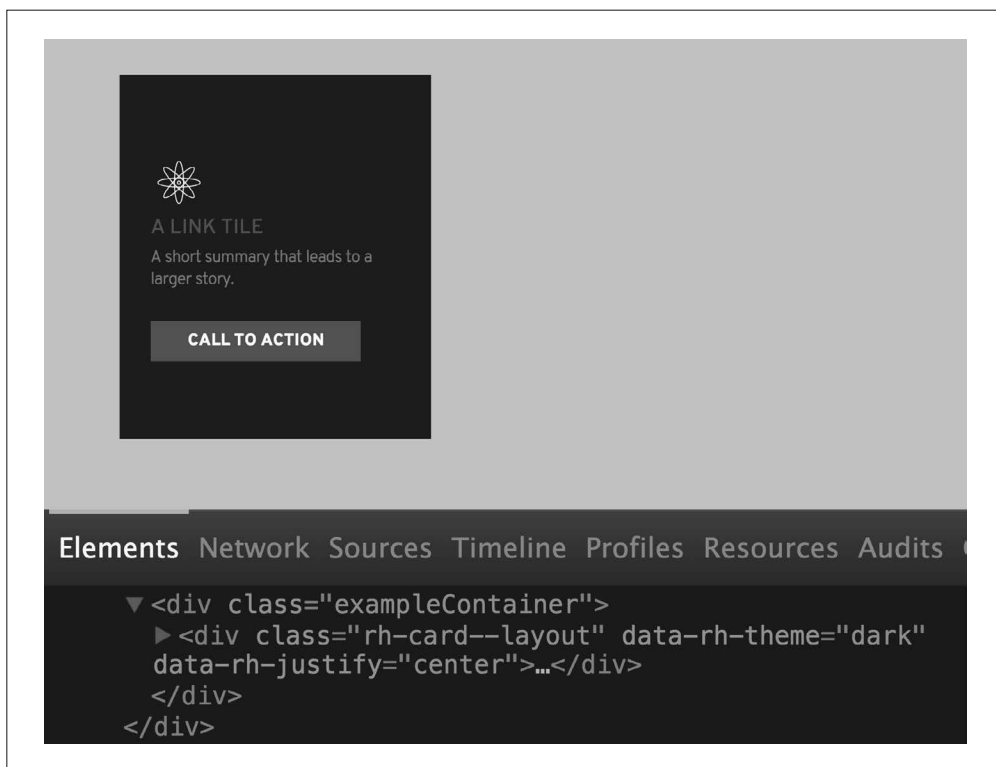 A LINK TILE
A short summary that leads to a
larger story.
CALL TO ACTION
Elements Network Sources Timeline Profiles Resources Audits
▼<div class="exampleContainer">
▶<div class="rh-card--layout" data-rh-theme="dark"
data-rh-justify="center">…</div>
</div>
</div>